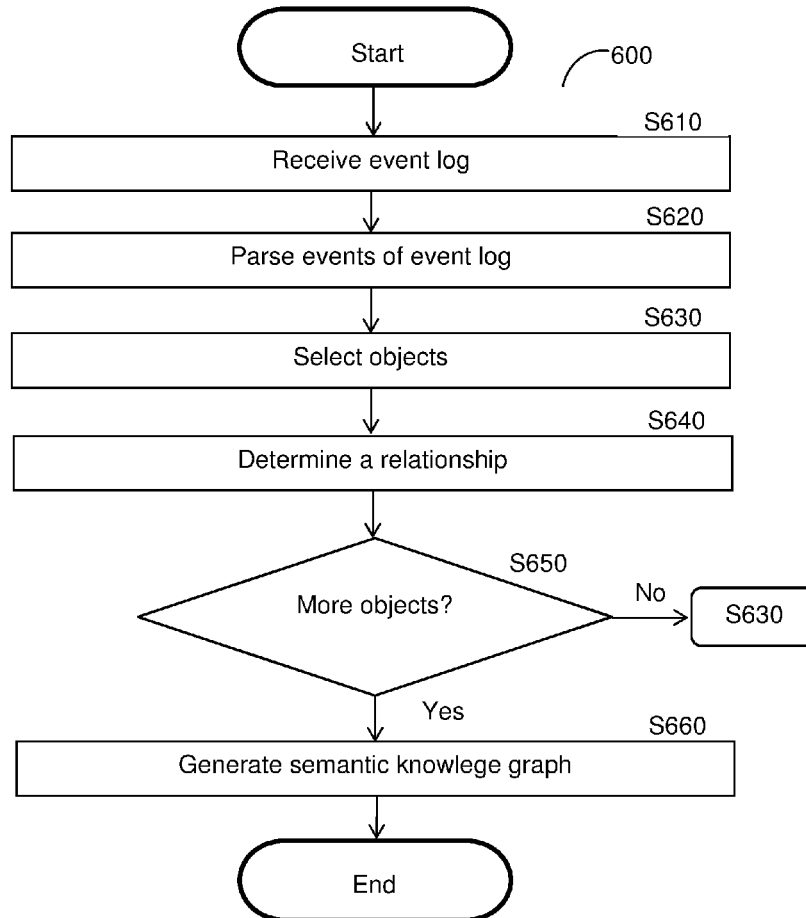 Start
600
S610
Receive event log
S620
Parse events of event log
S630
Select objects
S640
Determine a relationship
S650
More objects?
No
S630
Yes
S660
Generate semantic knowlege graph
End